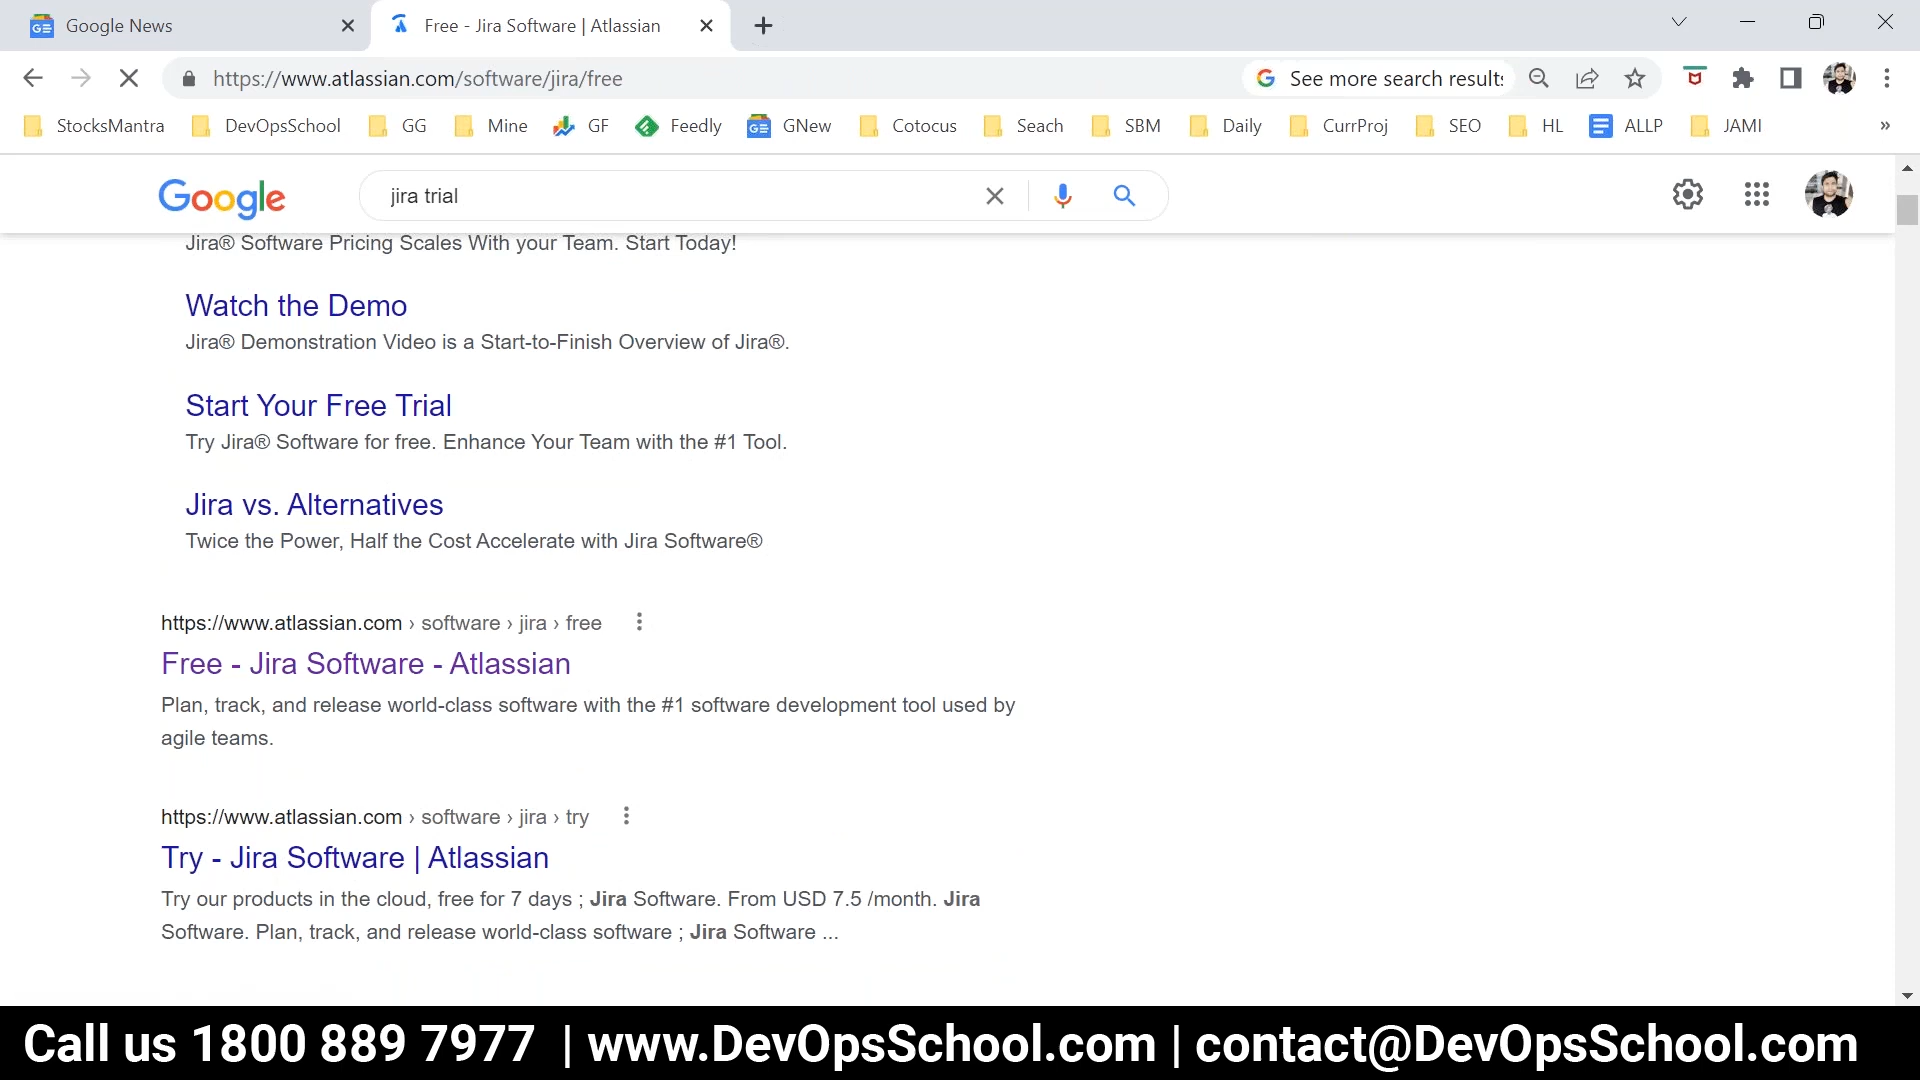 Google News
Free - Jira Software | Atlassian
https://www.atlassian.com/software/jira/free
See more search results
StocksMantra
DevOpsSchool
GG
Mine
GF
Feedly
GNew
Cotocus
Seach
SBM
Daily
CurrProj
SEO
HL
ALLP
JAMI
»
Google
jira trial
Jira® Software Pricing Scales With your Team. Start Today!
Watch the Demo
Jira® Demonstration Video is a Start-to-Finish Overview of Jira®.
Start Your Free Trial
Try Jira® Software for free. Enhance Your Team with the #1 Tool.
Jira vs. Alternatives
Twice the Power, Half the Cost Accelerate with Jira Software®
https://www.atlassian.com › software › jira › free
Free - Jira Software - Atlassian
Plan, track, and release world-class software with the #1 software development tool used by
agile teams.
https://www.atlassian.com › software › jira › try
Try - Jira Software | Atlassian
Try our products in the cloud, free for 7 days ; Jira Software. From USD 7.5 /month. Jira
Software. Plan, track, and release world-class software ; Jira Software ...
Call us 1800 889 7977 | www.DevOpsSchool.com | contact@DevOpsSchool.com